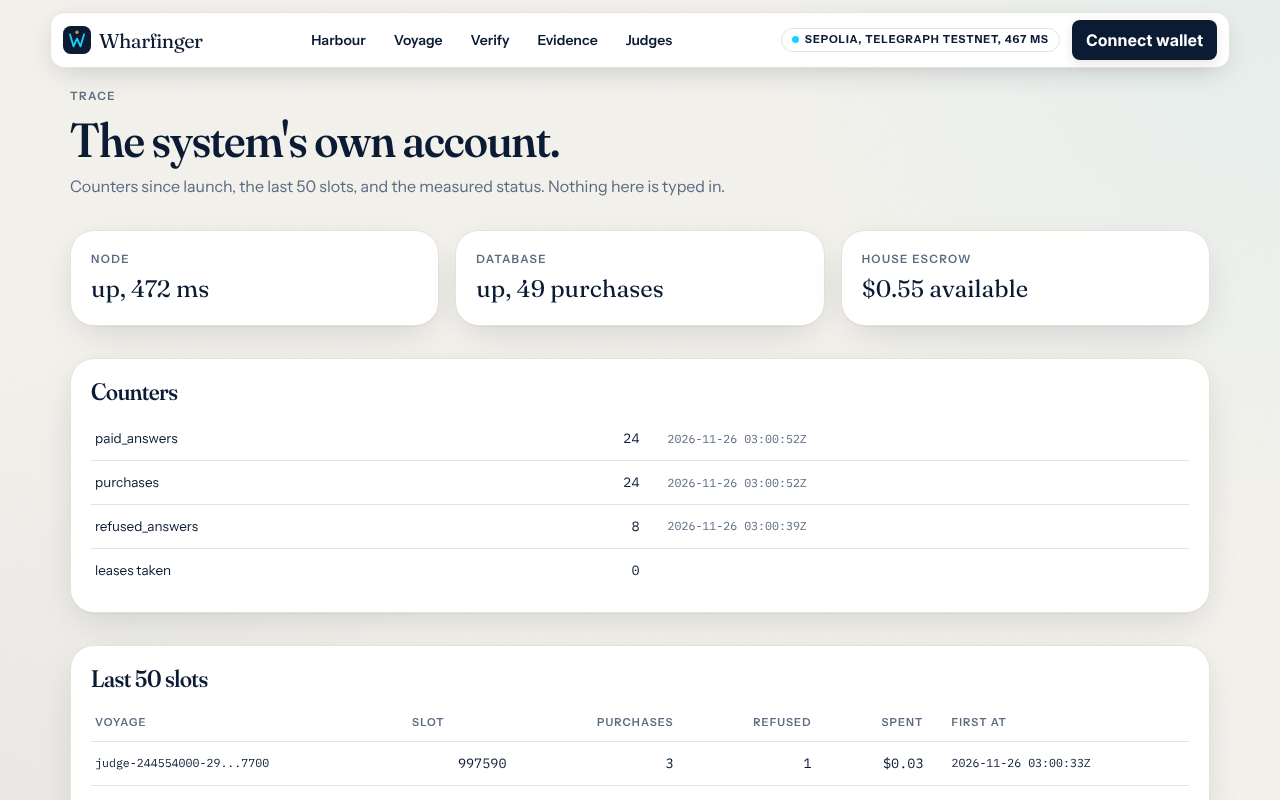 Wharfinger
Harbour
Voyage
Verify
Evidence
Judges
SEPOLIA, TELEGRAPH TESTNET, 467 MS
Connect wallet
TRACE
The system's own account.
Counters since launch, the last 50 slots, and the measured status. Nothing here is typed in.
NODE
up, 472 ms
DATABASE
up, 49 purchases
HOUSE ESCROW
$0.55 available
Counters
paid_answers 24 2026-11-26 03:00:52Z
purchases 24 2026-11-26 03:00:52Z
refused_answers 8 2026-11-26 03:00:39Z
leases taken 0
Last 50 slots
VOYAGE SLOT PURCHASES REFUSED SPENT FIRST AT
judge-244554000-29...7700 997590 3 1 $0.03 2026-11-26 03:00:33Z